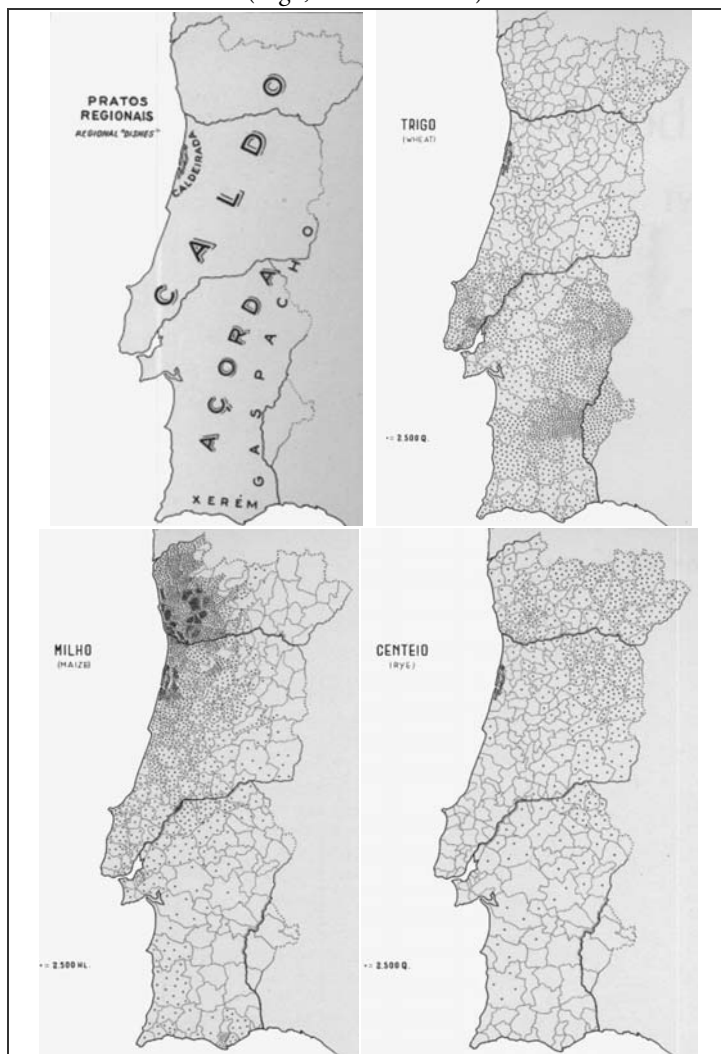 PRATOS
REGIONAIS
REGIONAL "DISHES"
CALDEIRADA
CALDO
AÇÔRDA
GASPACHO
XERÉM
TRIGO
(WHEAT)
• = 2.500 Q.
MILHO
(MAIZE)
• = 2.500 HL.
CENTEIO
(RYE)
• = 2.500 Q.